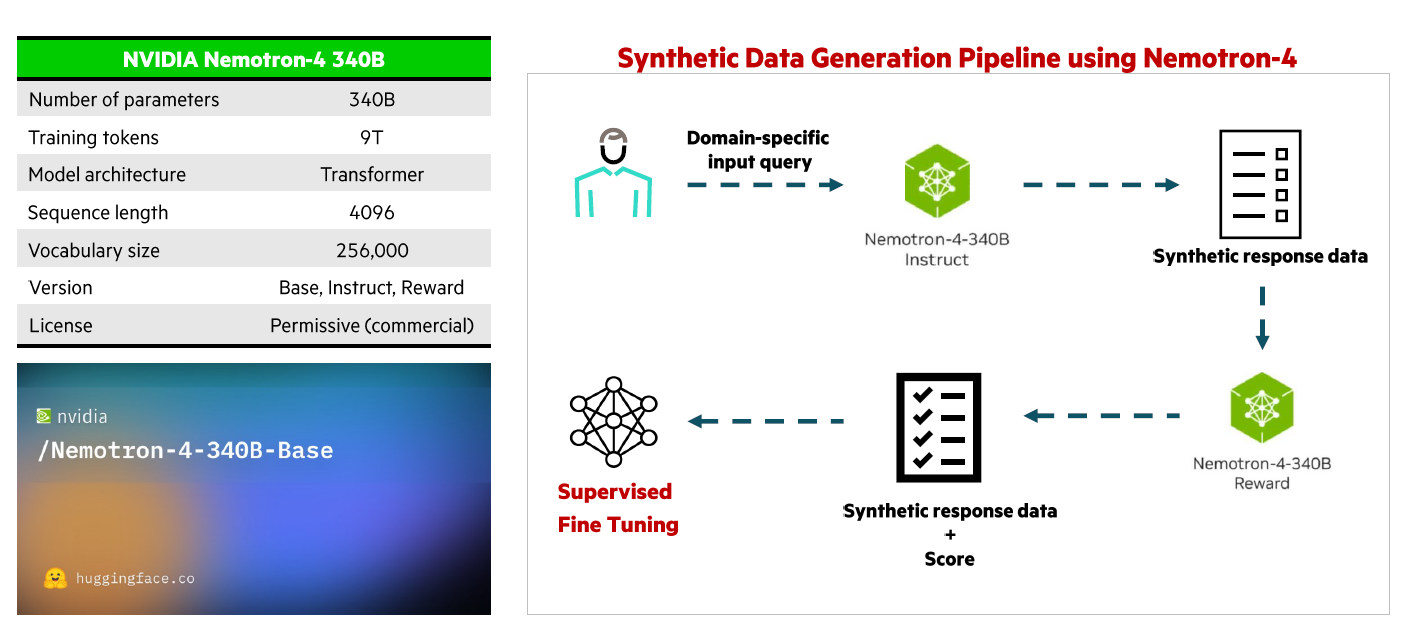 NVIDIA Nemotron-4 340B
Number of parameters 340B
Training tokens 9T
Model architecture Transformer
Sequence length 4096
Vocabulary size 256,000
Version Base, Instruct, Reward
License Permissive (commercial)
nvidia
/Nemotron-4-340B-Base
huggingface.co
Synthetic Data Generation Pipeline using Nemotron-4
Domain-specific
input query
Nemotron-4-340B
Instruct
Synthetic response data
Nemotron-4-340B
Reward
Synthetic response data
+
Score
Supervised
Fine Tuning